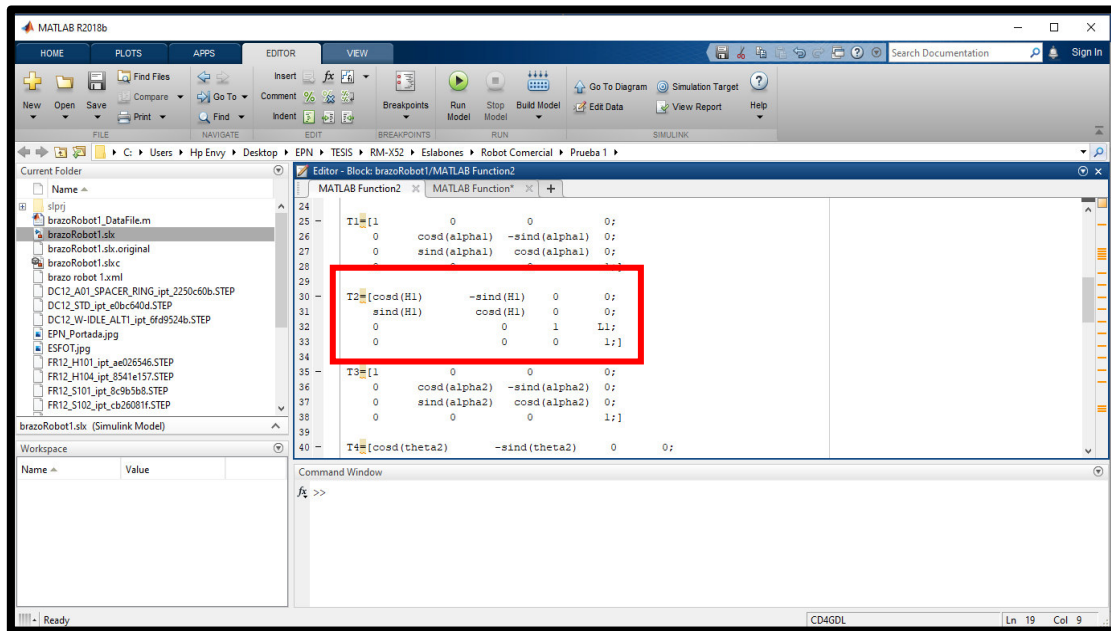 MATLAB R2018b
HOME PLOTS APPS EDITOR VIEW Search Documentation Sign In
New Open Save Find Files Compare Print Go To Find Insert Comment Indent fx Breakpoints Run Model Stop Model Build Model Go To Diagram Edit Data Simulation Target View Report Help
FILE NAVIGATE EDIT BREAKPOINTS RUN SIMULINK
C: Users Hp Envy Desktop EPN TESIS RM-X52 Eslabones Robot Comercial Prueba 1
Current Folder
Name
slprj
brazoRobot1_DataFile.m
brazoRobot1.slx
brazoRobot1.slx.original
brazoRobot1.slxc
brazo robot 1.xml
DC12_A01_SPACER_RING_ipt_2250c60b.STEP
DC12_STD_ipt_e0bc640d.STEP
DC12_W-IDLE_ALT1_ipt_6fd9524b.STEP
EPN_Portada.jpg
ESFOT.jpg
FR12_H101_ipt_ae026546.STEP
FR12_H104_ipt_8541e157.STEP
FR12_S101_ipt_8c9b5b8.STEP
FR12_S102_ipt_cb26081f.STEP
brazoRobot1.slx (Simulink Model)
Workspace
Name Value
Editor - Block: brazoRobot1/MATLAB Function2
MATLAB Function2 MATLAB Function* +
24
25 - T1=[1 0 0 0;
26 0 cosd(alpha1) -sind(alpha1) 0;
27 0 sind(alpha1) cosd(alpha1) 0;
28
29
30 - T2=[cosd(H1) -sind(H1) 0 0;
31 sind(H1) cosd(H1) 0 0;
32 0 0 1 L1;
33 0 0 0 1;]
34
35 - T3=[1 0 0 0;
36 0 cosd(alpha2) -sind(alpha2) 0;
37 0 sind(alpha2) cosd(alpha2) 0;
38 0 0 0 1;]
39
40 - T4=[cosd(theta2) -sind(theta2) 0 0;
Command Window
fx >>
Ready CD4GDL Ln 19 Col 9